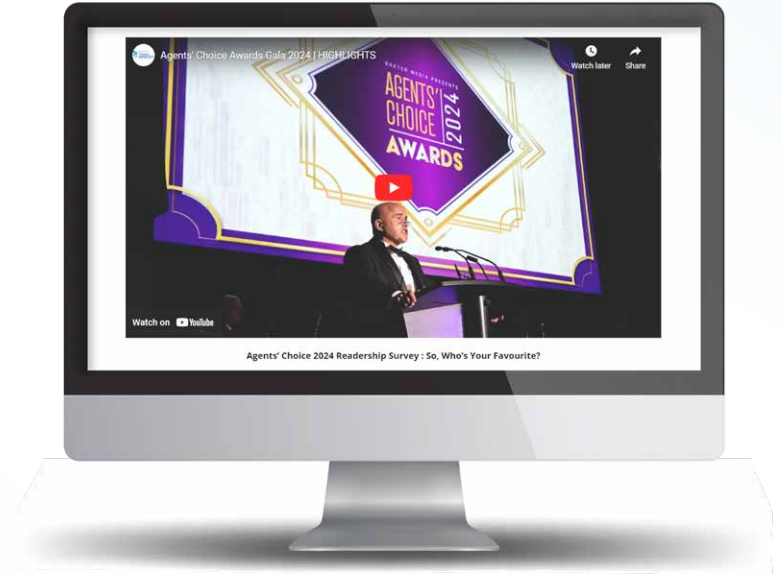 Agents' Choice Awards Gala 2024 | HIGHLIGHTS
Watch later
Share
BAXTER MEDIA PRESENTS
AGENTS'
CHOICE
2024
AWARDS
Watch on YouTube
Agents' Choice 2024 Readership Survey : So, Who's Your Favourite?